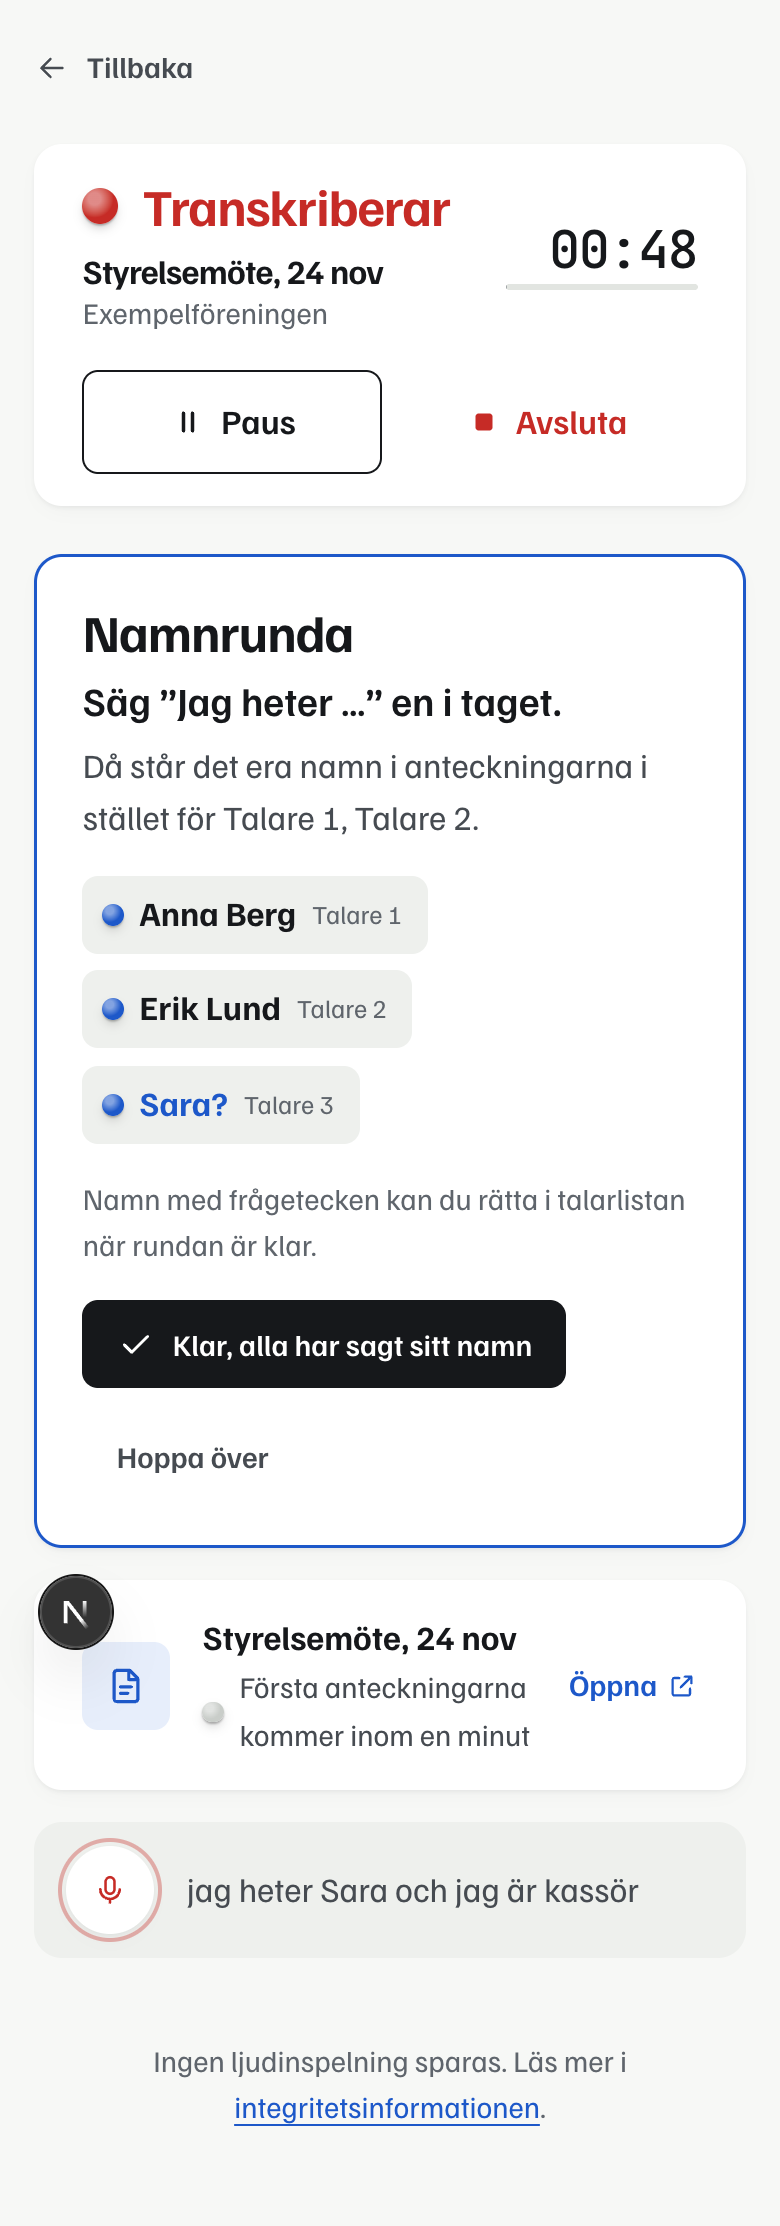 Tillbaka
Transkriberar
00:48
Styrelsemöte, 24 nov
Exempelföreningen
Paus
Avsluta
Namnrunda
Säg ”Jag heter …” en i taget.
Då står det era namn i anteckningarna i
stället för Talare 1, Talare 2.
Anna Berg Talare 1
Erik Lund Talare 2
Sara? Talare 3
Namn med frågetecken kan du rätta i talarlistan
när rundan är klar.
Klar, alla har sagt sitt namn
Hoppa över
N
Styrelsemöte, 24 nov
Första anteckningarna
kommer inom en minut
Öppna
jag heter Sara och jag är kassör
Ingen ljudinspelning sparas. Läs mer i
integritetsinformationen.